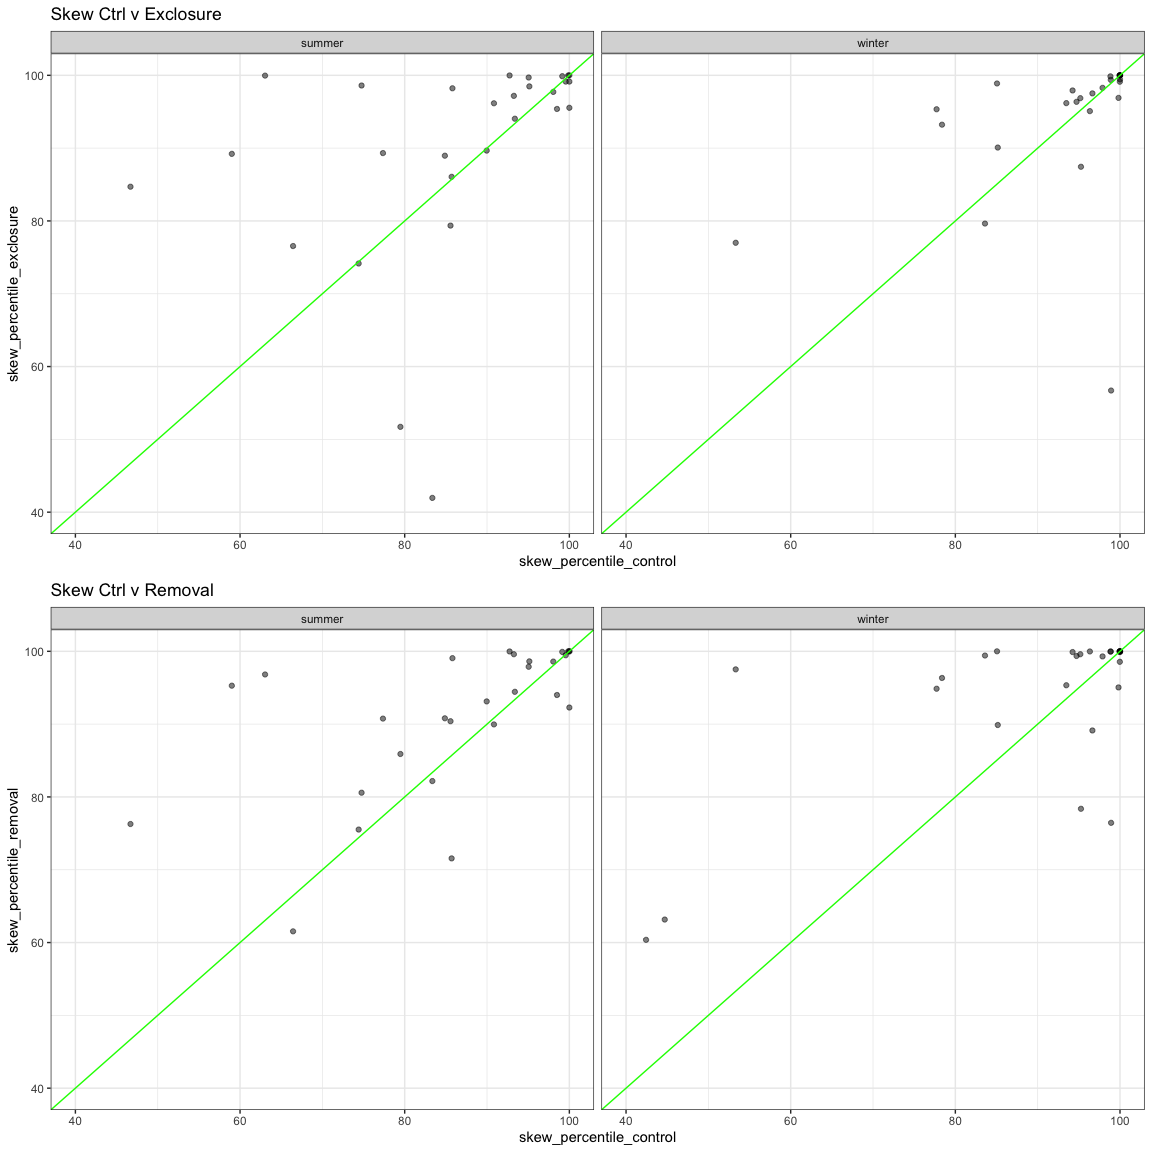 Skew Ctrl v Exclosure
summer
winter
100
80
60
40
skew_percentile_exclosure
40 60 80 100
40 60 80 100
skew_percentile_control
Skew Ctrl v Removal
summer
winter
100
80
60
40
skew_percentile_removal
40 60 80 100
40 60 80 100
skew_percentile_control